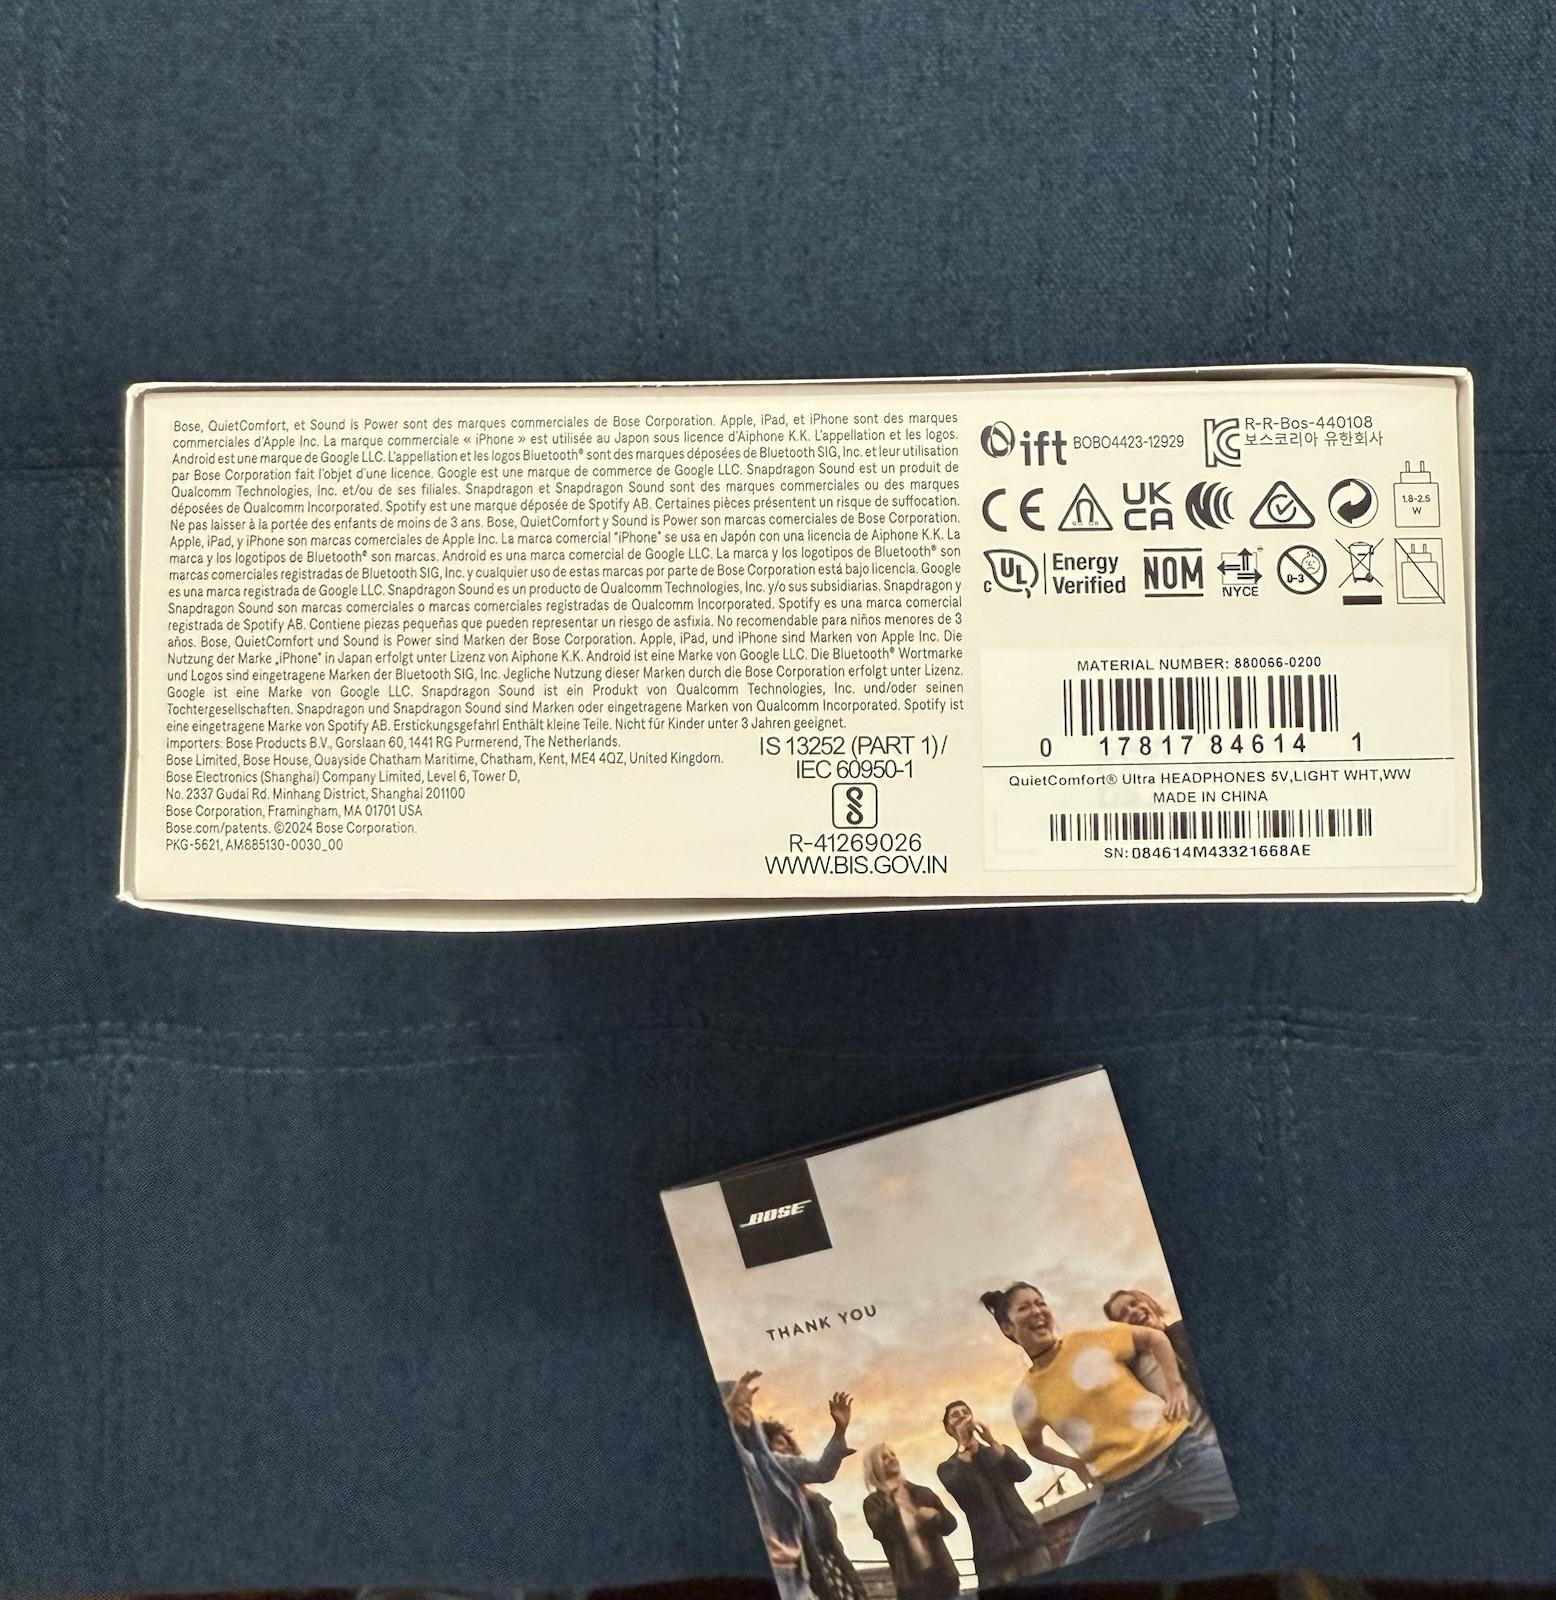 Bose, QuietComfort, et Sound is Power sont des marques commerciales de Bose Corporation. Apple, iPad, et iPhone sont des marques
commerciales d'Apple Inc. La marque commerciale « iPhone » est utilisée au Japon sous licence d'Aiphone K.K. L'appellation et les logos.
Android est une marque de Google LLC. L'appellation et les logos Bluetooth® sont des marques déposées de Bluetooth SIG, Inc. et leur utilisation
par Bose Corporation fait l'objet d'une licence. Google est une marque de commerce de Google LLC. Snapdragon Sound est un produit de
Qualcomm Technologies, Inc. et/ou de ses filiales. Snapdragon et Snapdragon Sound sont des marques commerciales ou des marques
déposées de Qualcomm Incorporated. Spotify est une marque déposée de Spotify AB. Certaines pièces présentent un risque de suffocation.
Ne pas laisser à la portée des enfants de moins de 3 ans. Bose, QuietComfort y Sound is Power son marcas comerciales de Bose Corporation.
Apple, iPad, y iPhone son marcas comerciales de Apple Inc. La marca comercial "iPhone" se usa en Japón con una licencia de Aiphone K.K. La
marca y los logotipos de Bluetooth® son marcas. Android es una marca comercial de Google LLC. La marca y los logotipos de Bluetooth® son
marcas comerciales registradas de Bluetooth SIG, Inc. y cualquier uso de estas marcas por parte de Bose Corporation está bajo licencia. Google
es una marca registrada de Google LLC. Snapdragon Sound es un producto de Qualcomm Technologies, Inc. y/o sus subsidiarias. Snapdragon y
Snapdragon Sound son marcas comerciales o marcas comerciales registradas de Qualcomm Incorporated. Spotify es una marca comercial
registrada de Spotify AB. Contiene piezas pequeñas que pueden representar un riesgo de asfixia. No recomendable para niños menores de 3
años. Bose, QuietComfort und Sound is Power sind Marken der Bose Corporation. Apple, iPad, und iPhone sind Marken von Apple Inc. Die
Nutzung der Marke „iPhone" in Japan erfolgt unter Lizenz von Aiphone K.K. Android ist eine Marke von Google LLC. Die Bluetooth® Wortmarke
und Logos sind eingetragene Marken der Bluetooth SIG, Inc. Jegliche Nutzung dieser Marken durch die Bose Corporation erfolgt unter Lizenz.
Google ist eine Marke von Google LLC. Snapdragon Sound ist ein Produkt von Qualcomm Technologies, Inc. und/oder seinen
Tochtergesellschaften. Snapdragon und Snapdragon Sound sind Marken oder eingetragene Marken von Qualcomm Incorporated. Spotify ist
eine eingetragene Marke von Spotify AB. Erstickungsgefahr! Enthält kleine Teile. Nicht für Kinder unter 3 Jahren geeignet.
Importers: Bose Products B.V., Gorslaan 60, 1441 RG Purmerend, The Netherlands.
Bose Limited, Bose House, Quayside Chatham Maritime, Chatham, Kent, ME4 4QZ, United Kingdom.
Bose Electronics (Shanghai) Company Limited, Level 6, Tower D,
No. 2337 Gudai Rd. Minhang District, Shanghai 201100
Bose Corporation, Framingham, MA 01701 USA
Bose.com/patents. ©2024 Bose Corporation.
PKG-5621, AM885130-0030_00
IS 13252 (PART 1)/
IEC 60950-1
R-41269026
WWW.BIS.GOV.IN
ift BOBO4423-12929
R-R-Bos-440108
보스코리아 유한회사
CE
UK
CA
1.8-2.5
W
c UL Energy
Verified
NOM
NYCE
0-3
MATERIAL NUMBER: 880066-0200
0 17817 84614 1
QuietComfort® Ultra HEADPHONES 5V,LIGHT WHT,WW
MADE IN CHINA
SN:084614M43321668AE
BOSE
THANK YOU